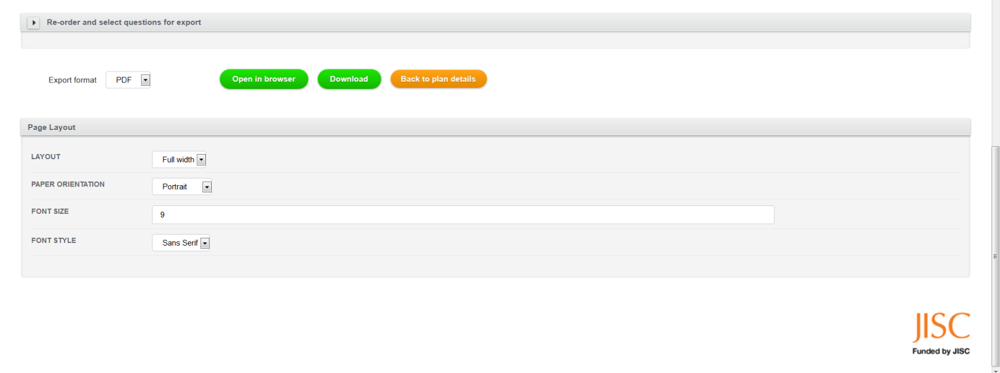 Re-order and select questions for export
Export format PDF Open in browser Download Back to plan details
Page Layout
LAYOUT Full width
PAPER ORIENTATION Portrait
FONT SIZE 9
FONT STYLE Sans Serif
JISC
Funded by JISC